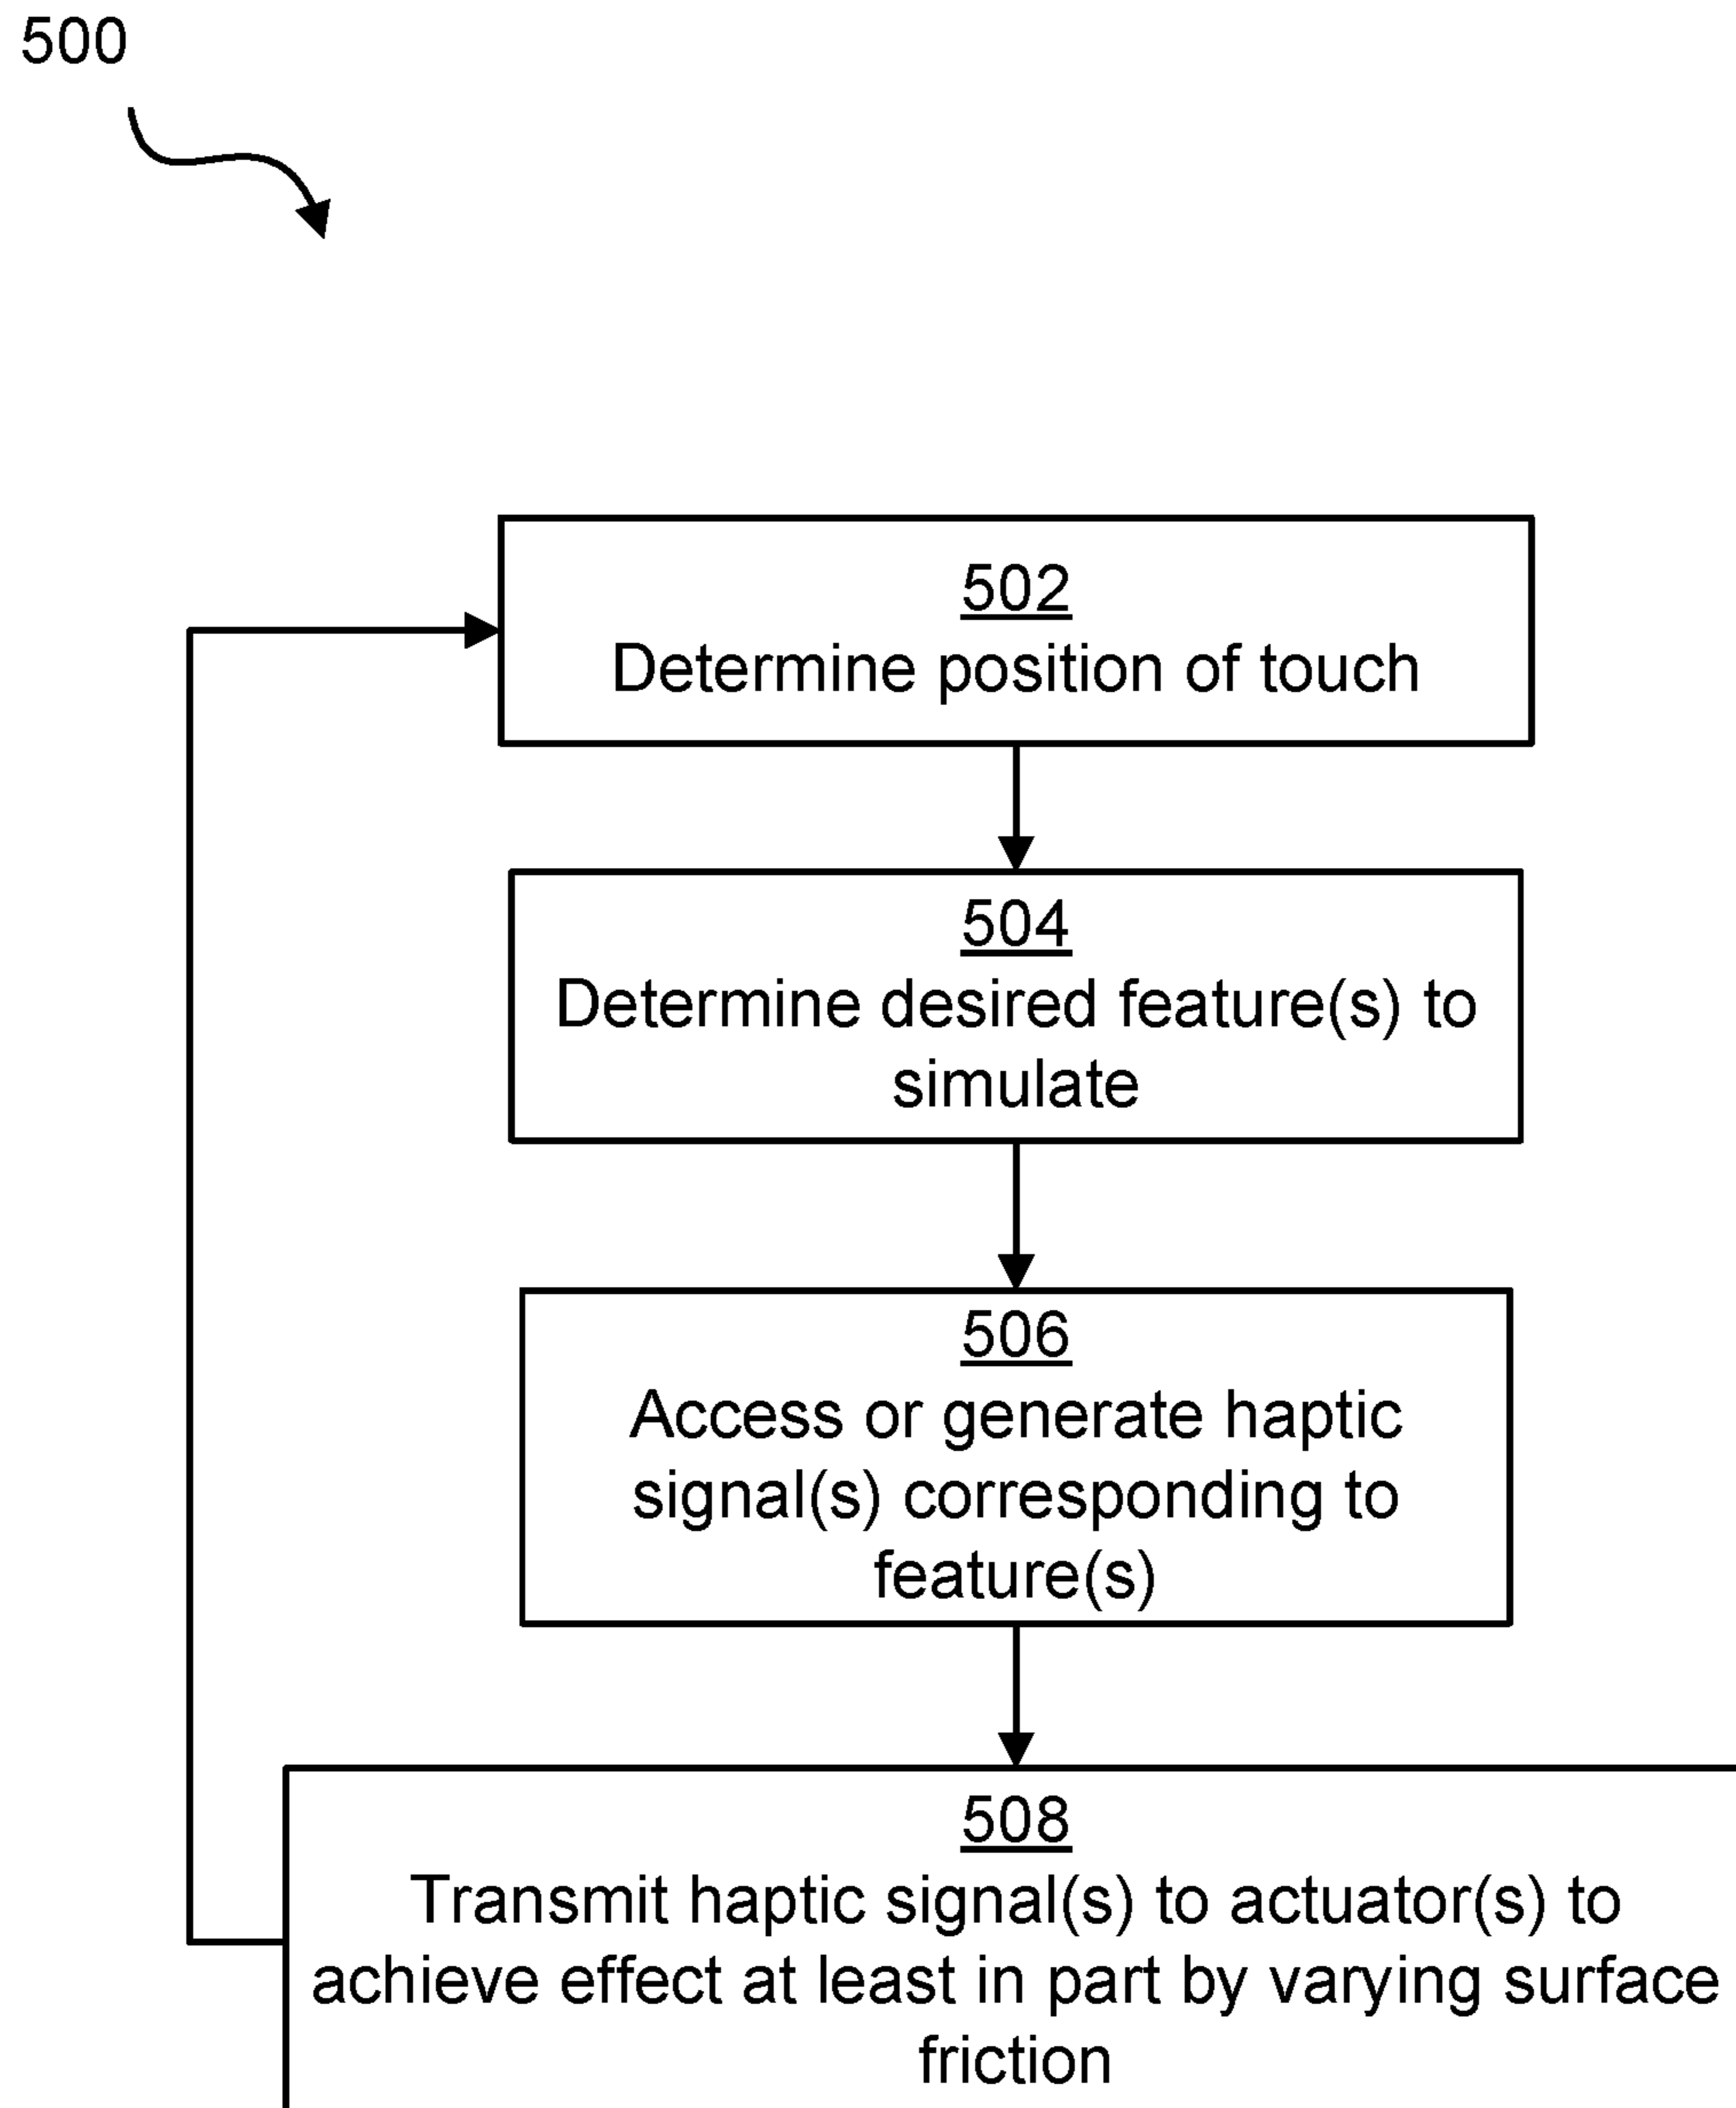 500
502
Determine position of touch
504
Determine desired feature(s) to
simulate
506
Access or generate haptic
signal(s) corresponding to
feature(s)
508
Transmit haptic signal(s) to actuator(s) to
achieve effect at least in part by varying surface
friction